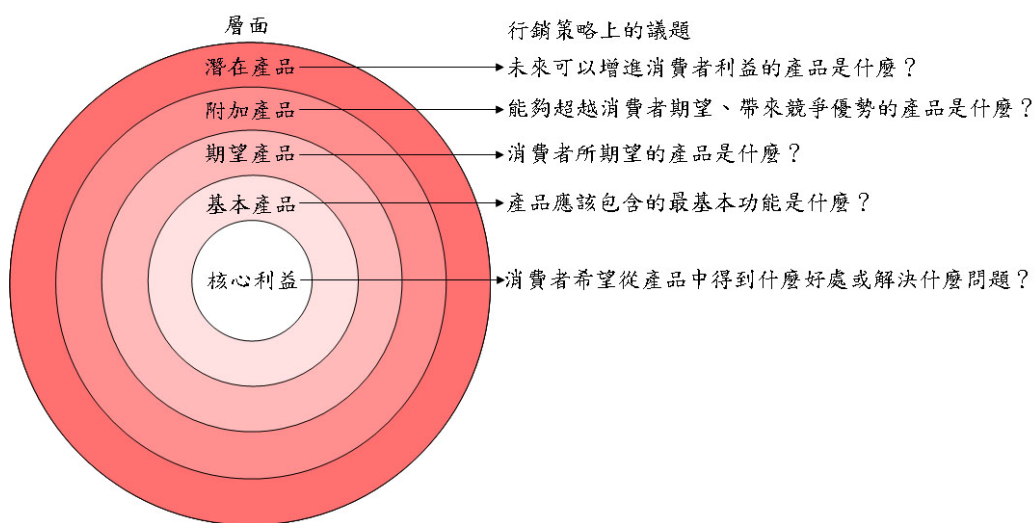 層面
行銷策略上的議題
潛在產品
未來可以增進消費者利益的產品是什麼？
附加產品
能夠超越消費者期望、帶來競爭優勢的產品是什麼？
期望產品
消費者所期望的產品是什麼？
基本產品
產品應該包含的最基本功能是什麼？
核心利益
消費者希望從產品中得到什麼好處或解決什麼問題？